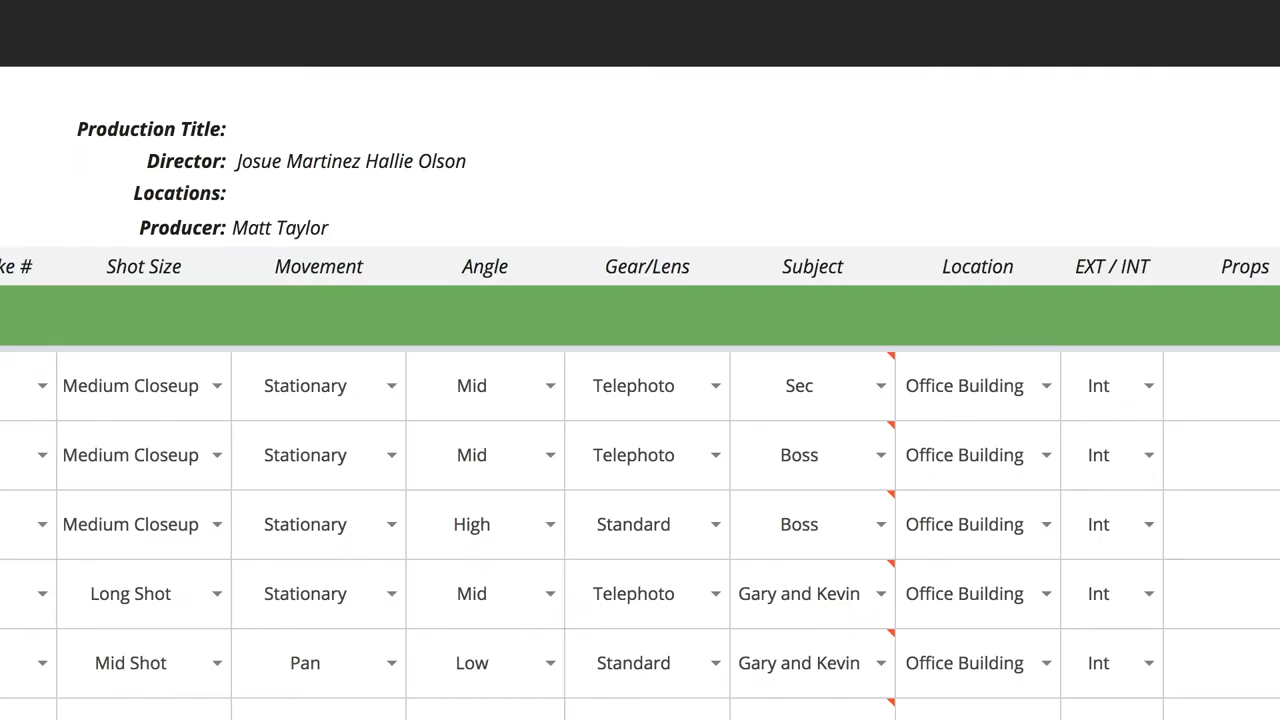 Production Title:
Director: Josue Martinez Hallie Olson
Locations:
Producer: Matt Taylor
ke # Shot Size Movement Angle Gear/Lens Subject Location EXT / INT Props
Medium Closeup Stationary Mid Telephoto Sec Office Building Int
Medium Closeup Stationary Mid Telephoto Boss Office Building Int
Medium Closeup Stationary High Standard Boss Office Building Int
Long Shot Stationary Mid Telephoto Gary and Kevin Office Building Int
Mid Shot Pan Low Standard Gary and Kevin Office Building Int